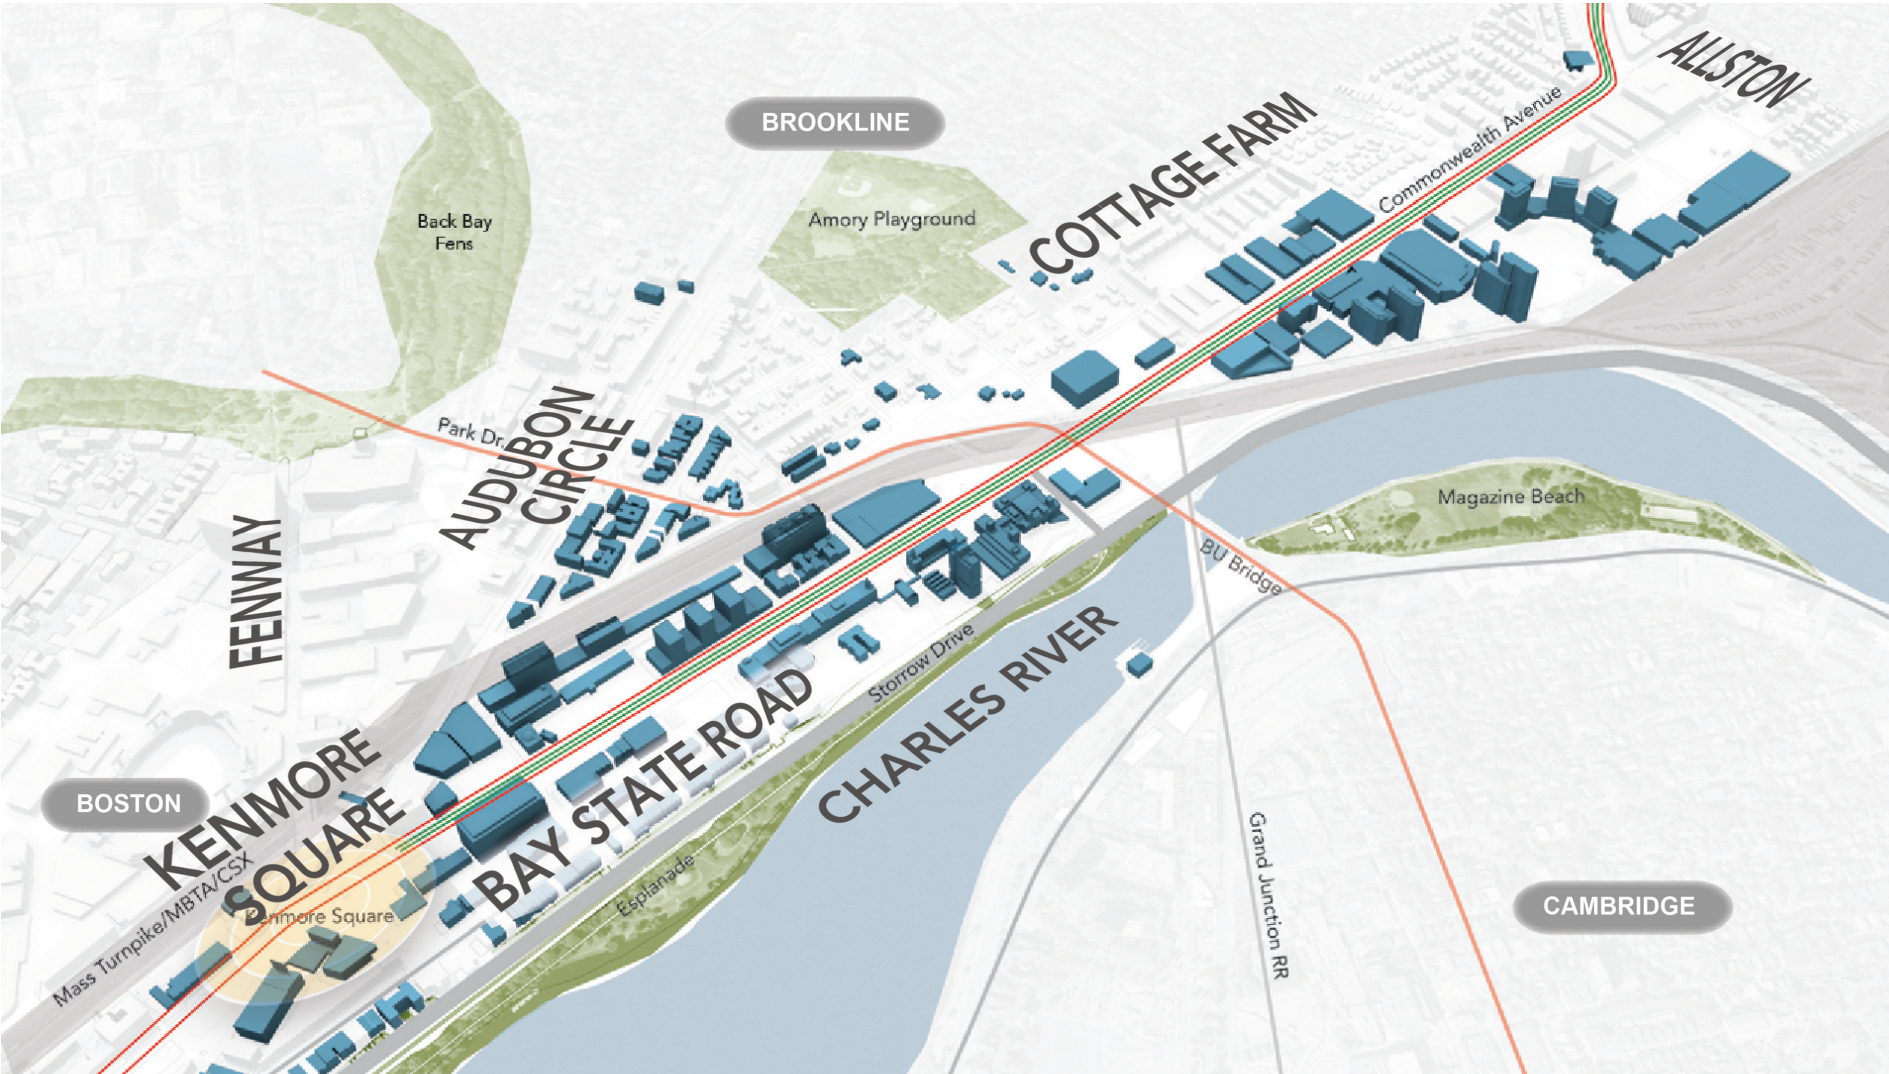 ALLSTON
BROOKLINE
Commonwealth Avenue
COTTAGE FARM
Back Bay
Fens
Amory Playground
Park Dr.
AUDUBON
CIRCLE
Magazine Beach
FENWAY
BU Bridge
Storrow Drive
CHARLES RIVER
BAY STATE ROAD
KENMORE
SQUARE
BOSTON
Mass Turnpike/MBTA/CSX
Kenmore Square
Esplanade
Grand Junction RR
CAMBRIDGE